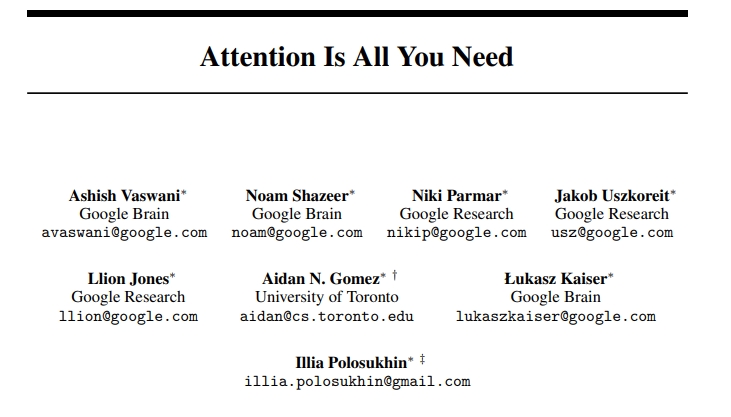 Attention Is All You Need
Ashish Vaswani* Noam Shazeer* Niki Parmar* Jakob Uszkoreit*
Google Brain Google Brain Google Research Google Research
avaswani@google.com noam@google.com nikip@google.com usz@google.com
Llion Jones* Aidan N. Gomez* † Łukasz Kaiser*
Google Research University of Toronto Google Brain
llion@google.com aidan@cs.toronto.edu lukaszkaiser@google.com
Illia Polosukhin* ‡
illia.polosukhin@gmail.com